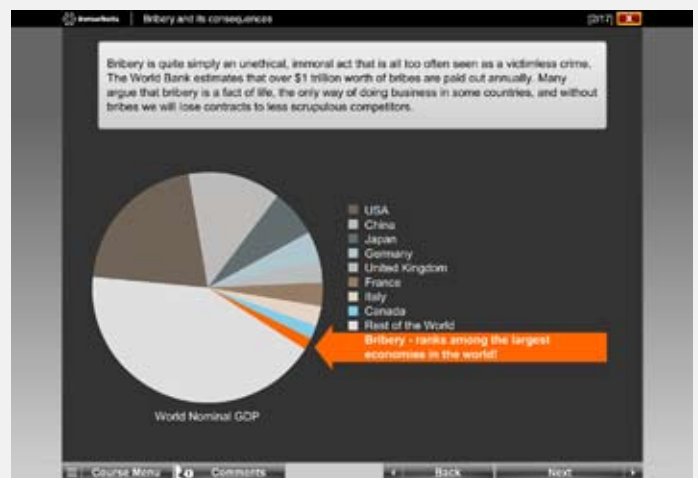 Bribery and its consequences
[2/17] X
Bribery is quite simply an unethical, immoral act that is all too often seen as a victimless crime.
The World Bank estimates that over $1 trillion worth of bribes are paid out annually. Many
argue that bribery is a fact of life, the only way of doing business in some countries, and without
bribes we will lose contracts to less scrupulous competitors.
USA
China
Japan
Germany
United Kingdom
France
Italy
Canada
Rest of the World
Bribery - ranks among the largest
economies in the world!
World Nominal GDP
Course Menu Comments Back Next